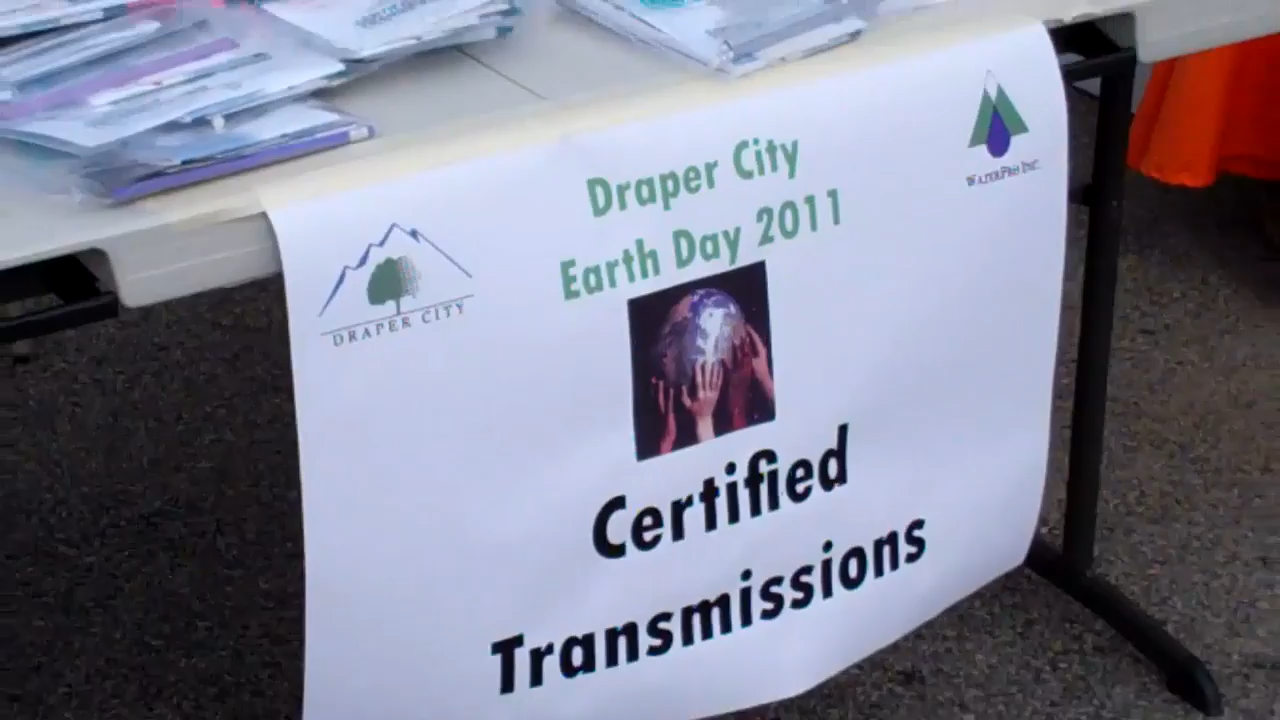 Draper City
Earth Day 2011
DRAPER CITY
WATERPRO INC.
Certified
Transmissions